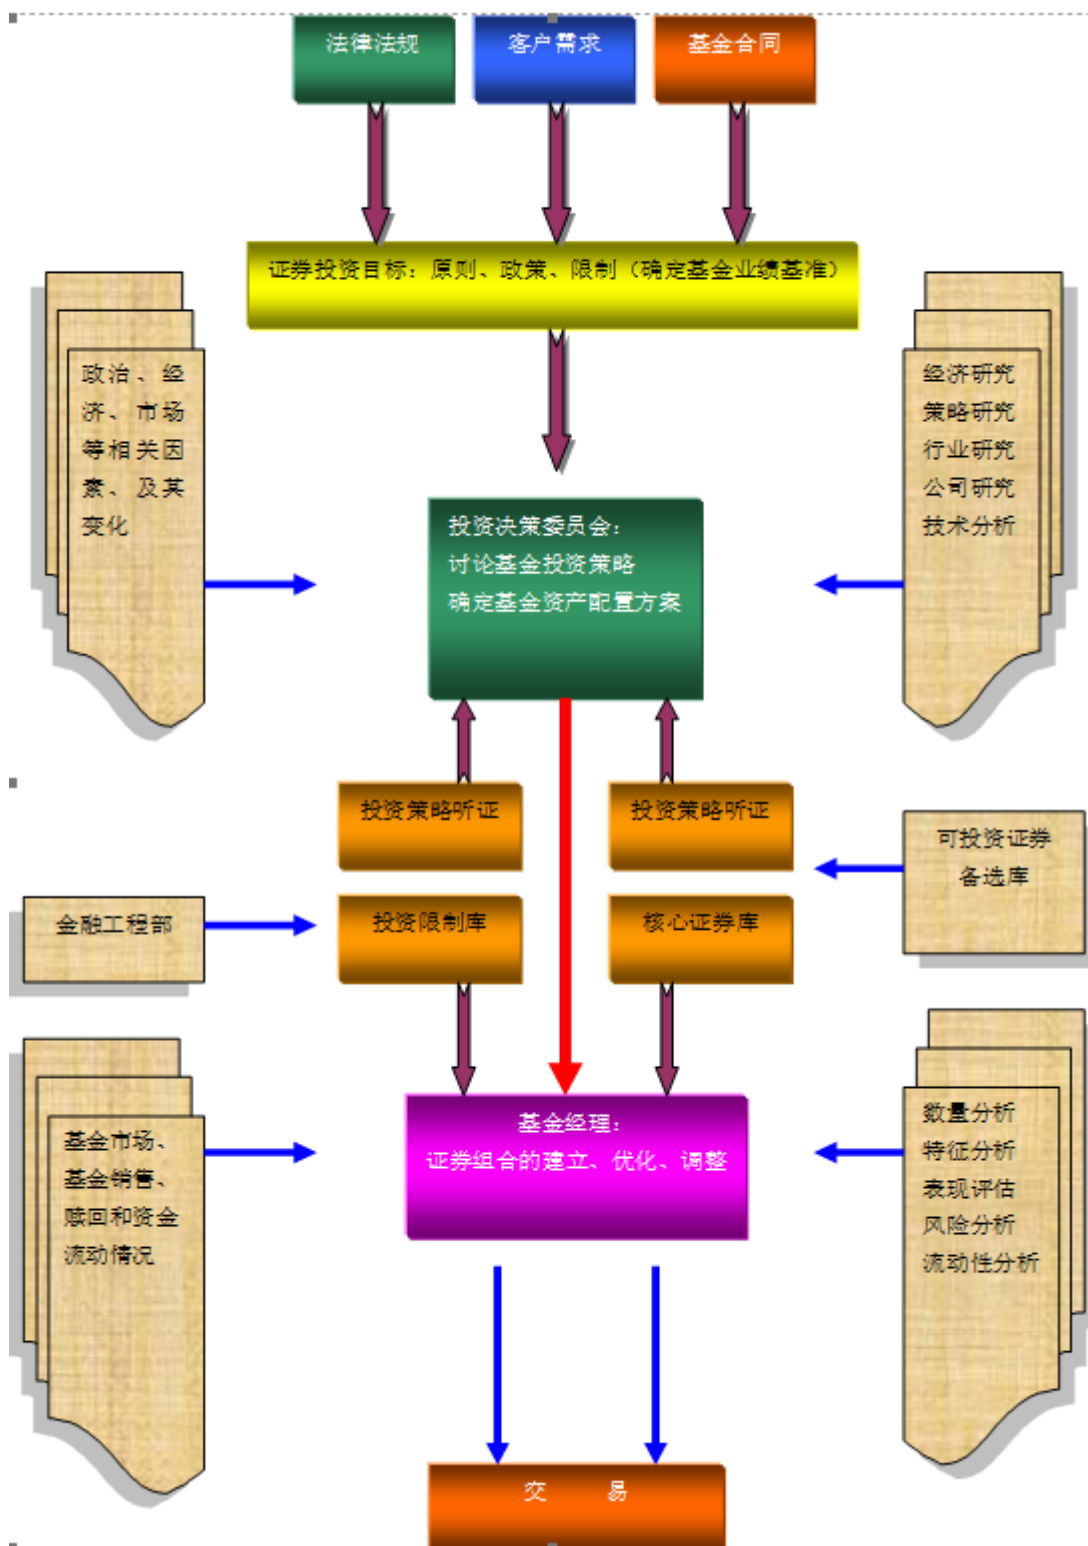 法律法规
客户需求
基金合同
证券投资目标：原则、政策、限制（确定基金业绩基准）
政治、经
济、市场
等相关因
素、及其
变化
经济研究
策略研究
行业研究
公司研究
技术分析
投资决策委员会：
讨论基金投资策略
确定基金资产配置方案
投资策略听证
投资策略听证
可投资证券
备选库
金融工程部
投资限制库
核心证券库
基金市场、
基金销售、
赎回和资金
流动情况
基金经理：
证券组合的建立、优化、调整
数量分析
特征分析
表现评估
风险分析
流动性分析
交 易